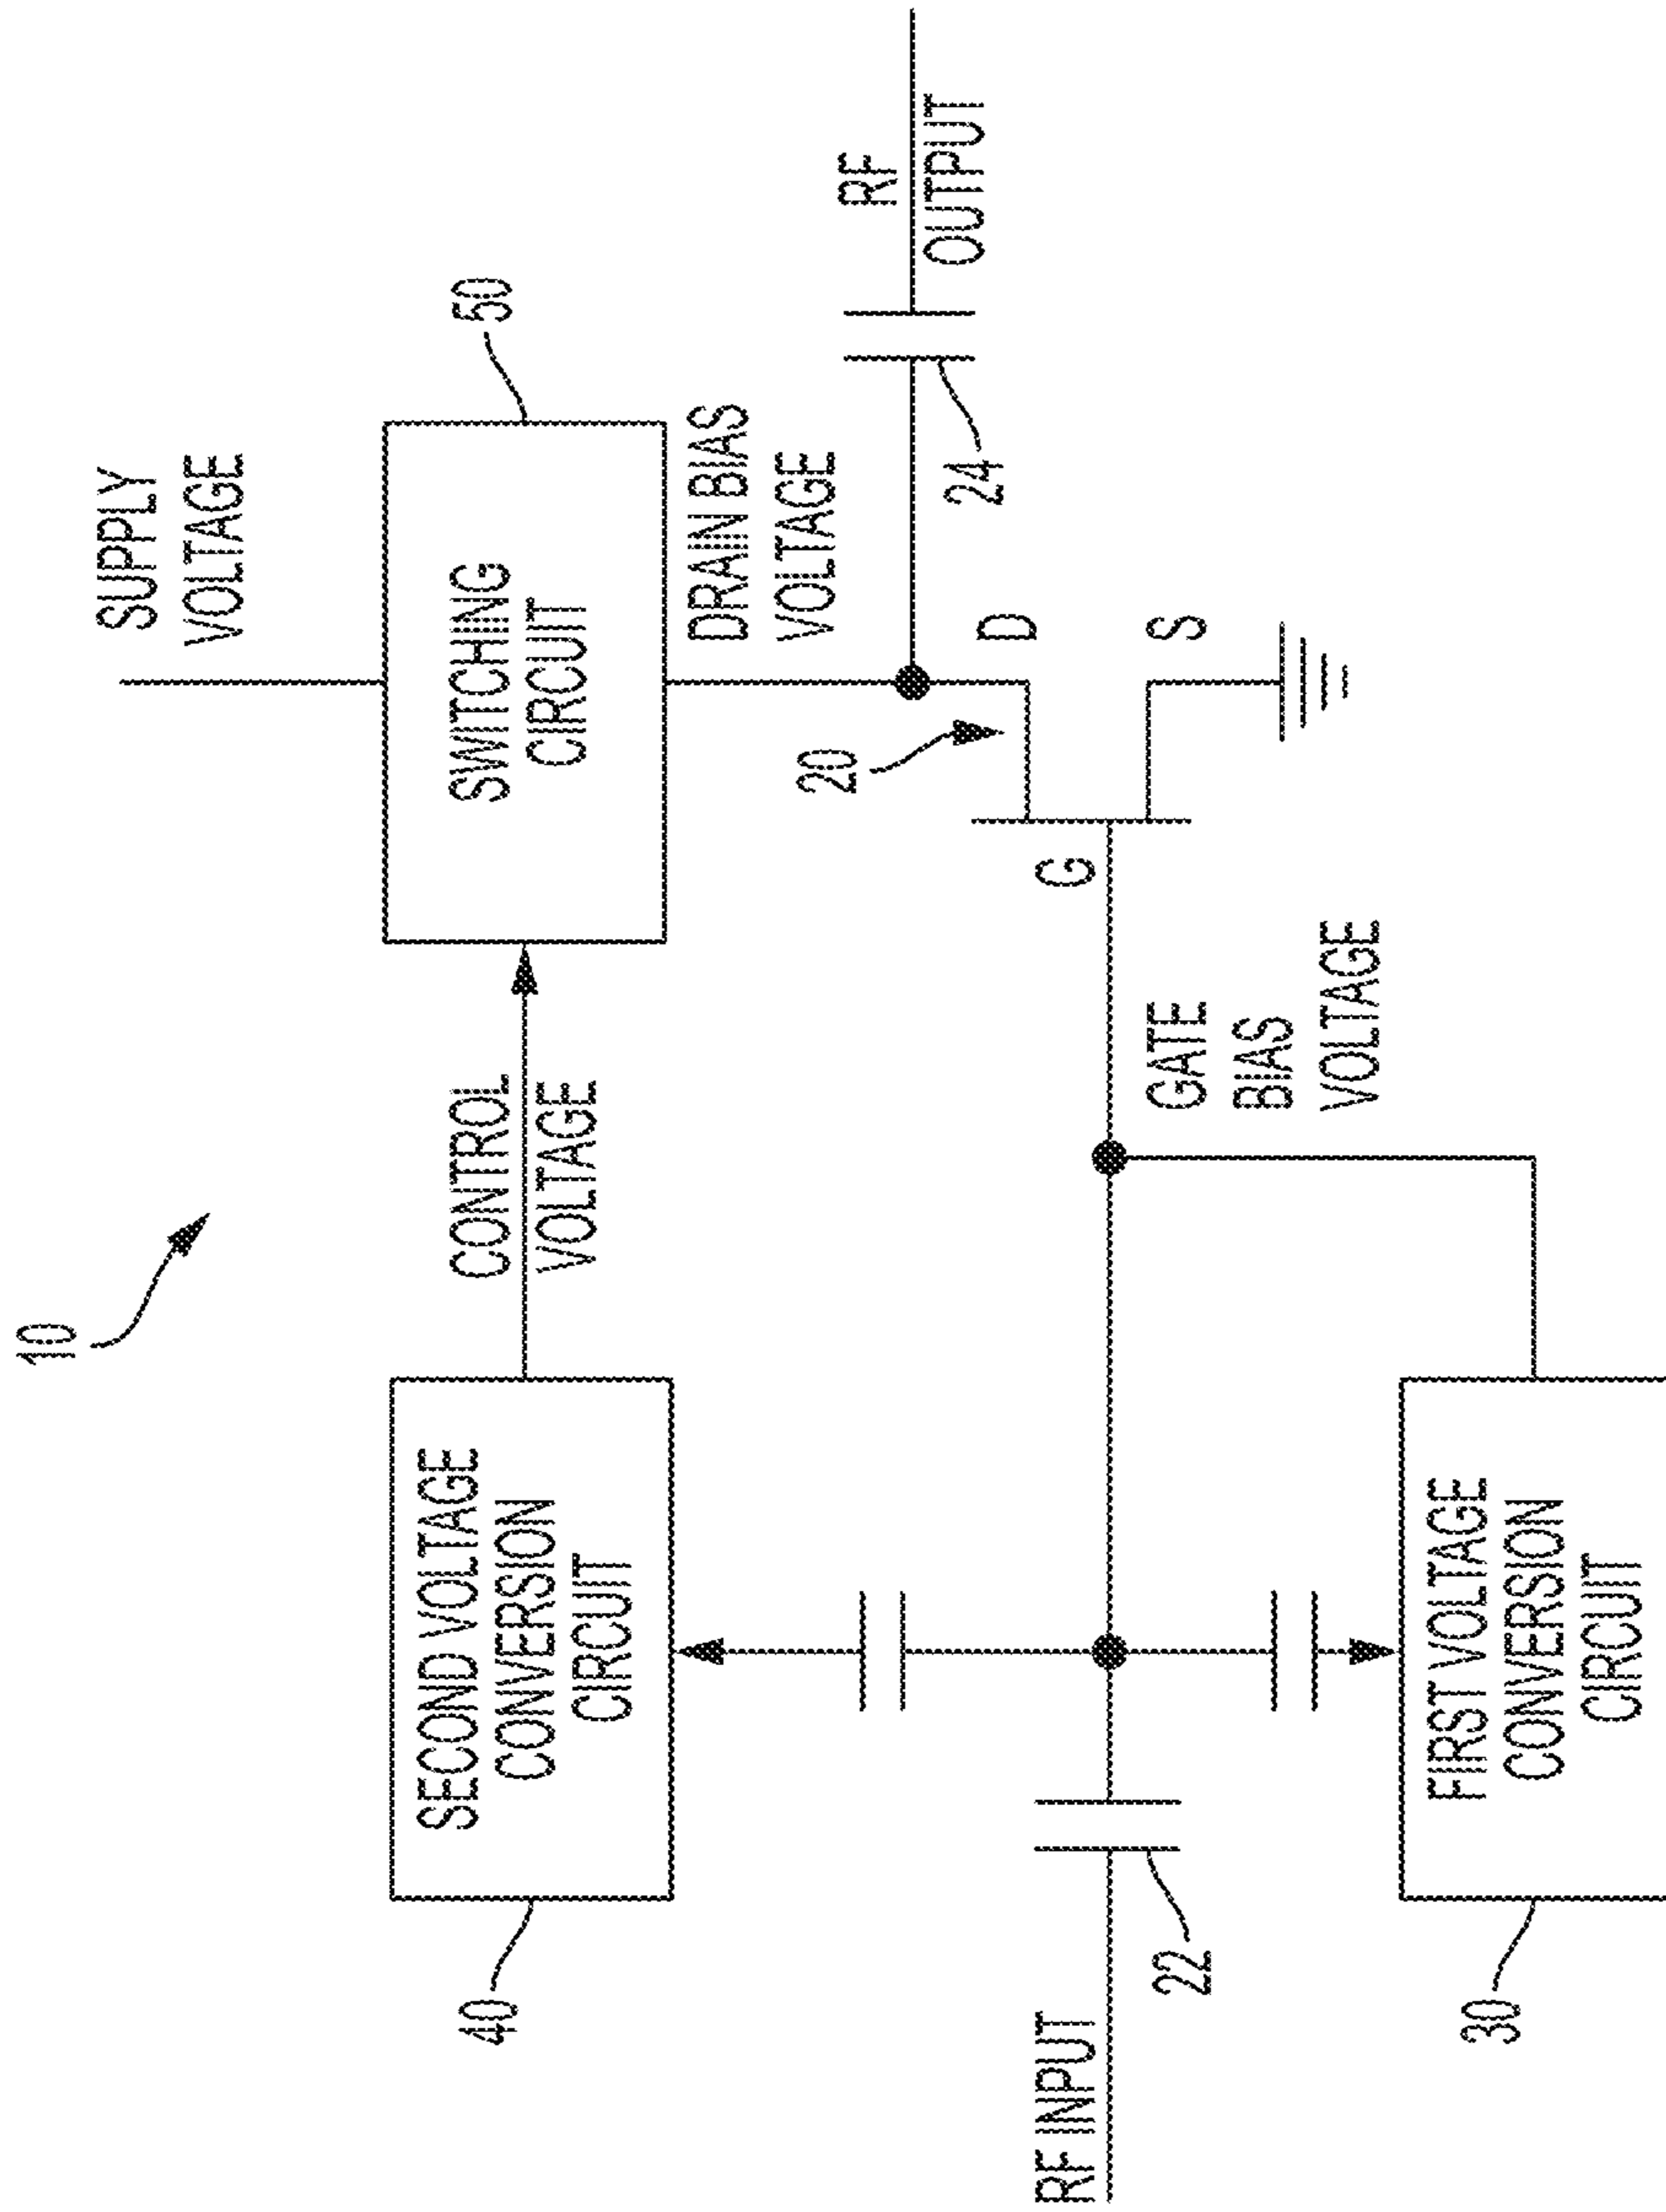 10
SUPPLY
VOLTAGE
40
SECOND VOLTAGE
CONVERSION
CIRCUIT
CONTROL
VOLTAGE
SWITCHING
CIRCUIT
50
DRAIN BIAS
VOLTAGE
RF
OUTPUT
20
24
D
S
G
RF INPUT
22
GATE
BIAS
VOLTAGE
30
FIRST VOLTAGE
CONVERSION
CIRCUIT